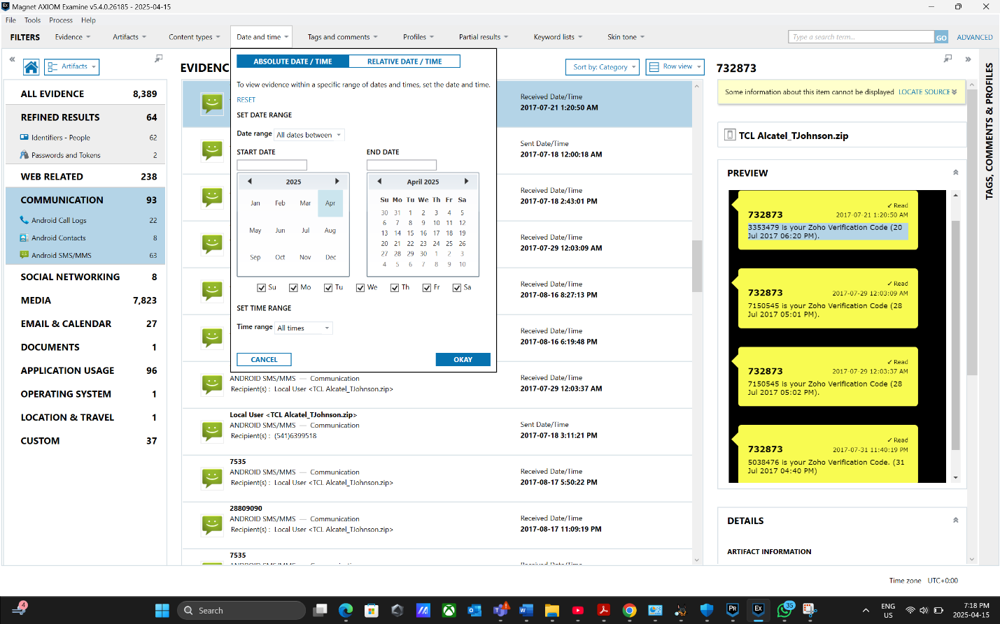 Magnet AXIOM Examine v5.4.0.26185 - 2025-04-15
File Tools Process Help
FILTERS Evidence Artifacts Content types Date and time Tags and comments Profiles Partial results Keyword lists Skin tone Type a search term... GO ADVANCED
Artifacts
ALL EVIDENCE 8,389
REFINED RESULTS 64
Identifiers - People 62
Passwords and Tokens 2
WEB RELATED 238
COMMUNICATION 93
Android Call Logs 22
Android Contacts 8
Android SMS/MMS 63
SOCIAL NETWORKING 8
MEDIA 7,823
EMAIL & CALENDAR 27
DOCUMENTS 1
APPLICATION USAGE 96
OPERATING SYSTEM 1
LOCATION & TRAVEL 1
CUSTOM 37
EVIDENC
Sort by: Category Row view
ABSOLUTE DATE / TIME RELATIVE DATE / TIME
To view evidence within a specific range of dates and times, set the date and time.
RESET
SET DATE RANGE
Date range All dates between
START DATE END DATE
2025
Jan Feb Mar Apr
May Jun Jul Aug
Sep Oct Nov Dec
April 2025
Su Mo Tu We Th Fr Sa
30 31 1 2 3 4 5
6 7 8 9 10 11 12
13 14 15 16 17 18 19
20 21 22 23 24 25 26
27 28 29 30 1 2 3
4 5 6 7 8 9 10
Su Mo Tu We Th Fr Sa
SET TIME RANGE
Time range All times
CANCEL OKAY
Received Date/Time
2017-07-21 1:20:50 AM
Sent Date/Time
2017-07-18 12:00:18 AM
Received Date/Time
2017-07-18 2:43:01 PM
Received Date/Time
2017-07-29 12:03:09 AM
Received Date/Time
2017-08-16 8:27:13 PM
Received Date/Time
2017-08-16 6:19:48 PM
ANDROID SMS/MMS — Communication
Recipient(s) : Local User <TCL Alcatel_TJohnson.zip>
Received Date/Time
2017-07-29 12:03:37 AM
Local User <TCL Alcatel_TJohnson.zip>
ANDROID SMS/MMS — Communication
Recipient(s) : (541)6399518
Sent Date/Time
2017-07-18 3:11:21 PM
7535
ANDROID SMS/MMS — Communication
Recipient(s) : Local User <TCL Alcatel_TJohnson.zip>
Received Date/Time
2017-08-17 5:50:22 PM
28809090
ANDROID SMS/MMS — Communication
Recipient(s) : Local User <TCL Alcatel_TJohnson.zip>
Received Date/Time
2017-08-17 11:09:19 PM
7535
732873
Some information about this item cannot be displayed LOCATE SOURCE
TCL Alcatel_TJohnson.zip
PREVIEW
✓ Read
732873 2017-07-21 1:20:50 AM
3353479 is your Zoho Verification Code (20
Jul 2017 06:20 PM).
✓ Read
732873 2017-07-29 12:03:09 AM
7150545 is your Zoho Verification Code (28
Jul 2017 05:01 PM).
✓ Read
732873 2017-07-29 12:03:37 AM
7150545 is your Zoho Verification Code (28
Jul 2017 05:02 PM).
✓ Read
732873 2017-07-31 11:40:19 PM
5038476 is your Zoho Verification Code. (31
Jul 2017 04:40 PM)
DETAILS
ARTIFACT INFORMATION
TAGS, COMMENTS & PROFILES
Time zone UTC+0:00
4
Search
35
ENG
US
7:18 PM
2025-04-15